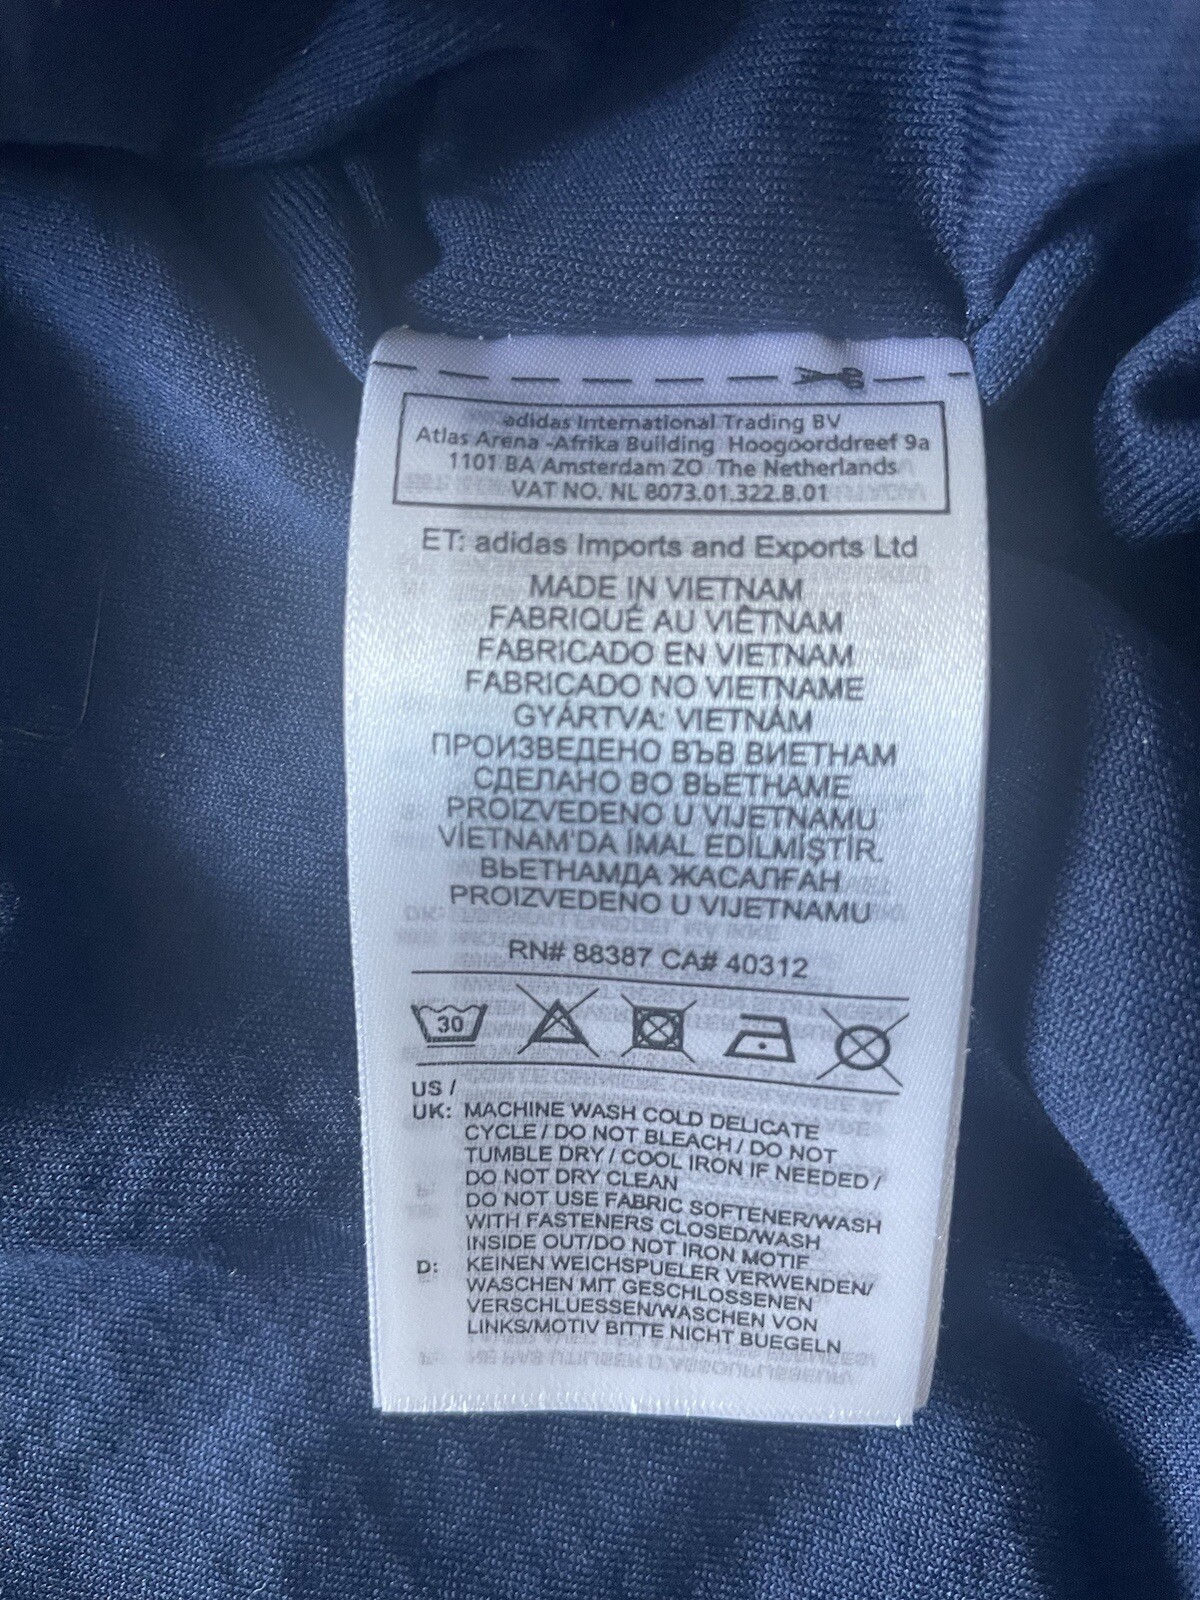 adidas International Trading BV
Atlas Arena -Afrika Building Hoogoorddreef 9a
1101 BA Amsterdam ZO The Netherlands
VAT NO. NL 8073.01.322.B.01
ET: adidas Imports and Exports Ltd
MADE IN VIETNAM
FABRIQUÉ AU VIÊTNAM
FABRICADO EN VIETNAM
FABRICADO NO VIETNAME
GYÁRTVA: VIETNÁM
ПРОИЗВЕДЕНО ВЪВ ВИЕТНАМ
СДЕЛАНО ВО ВЬЕТНАМЕ
PROIZVEDENO U VIJETNAMU
VİETNAM'DA İMAL EDİLMİŞTİR.
ВЬЕТНАМДА ЖАСАЛҒАН
PROIZVEDENO U VIJETNAMU
RN# 88387 CA# 40312
30
US /
UK: MACHINE WASH COLD DELICATE
CYCLE / DO NOT BLEACH / DO NOT
TUMBLE DRY / COOL IRON IF NEEDED /
DO NOT DRY CLEAN
DO NOT USE FABRIC SOFTENER/WASH
WITH FASTENERS CLOSED/WASH
INSIDE OUT/DO NOT IRON MOTIF
D: KEINEN WEICHSPUELER VERWENDEN/
WASCHEN MIT GESCHLOSSENEN
VERSCHLUESSEN/WASCHEN VON
LINKS/MOTIV BITTE NICHT BUEGELN